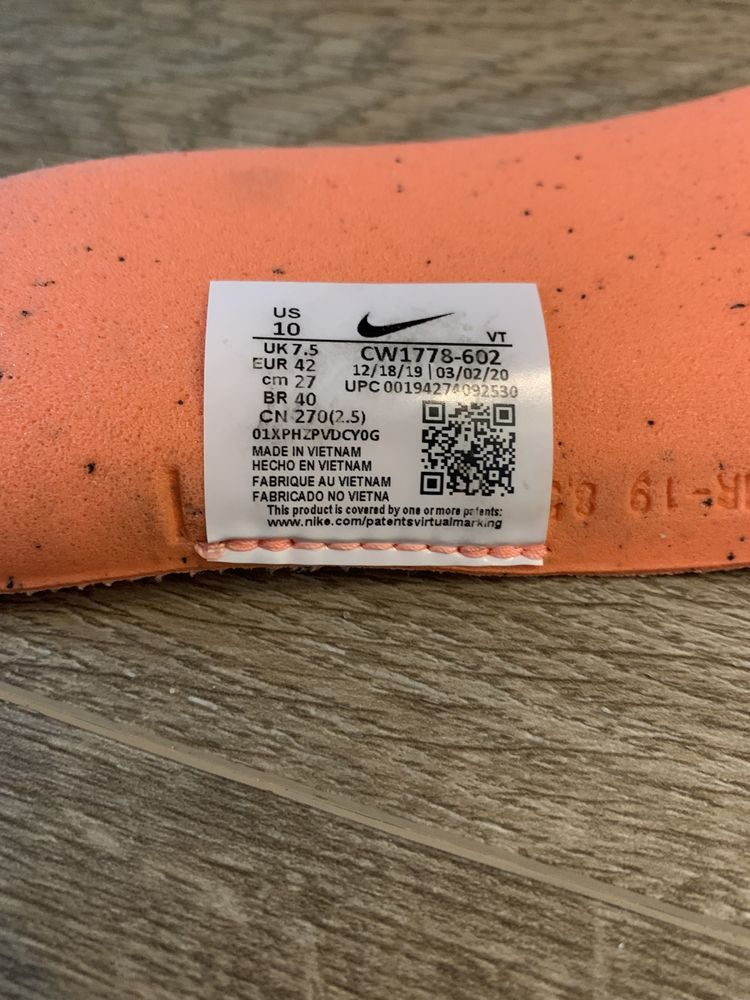 US
10
VT
UK 7.5
CW1778-602
EUR 42
12/18/19 | 03/02/20
cm 27
UPC 00194274092530
BR 40
CN 270(2.5)
01XPHZPVDCY0G
MADE IN VIETNAM
HECHO EN VIETNAM
FABRIQUE AU VIETNAM
FABRICADO NO VIETNA
This product is covered by one or more patents:
www.nike.com/patentsvirtualmarking